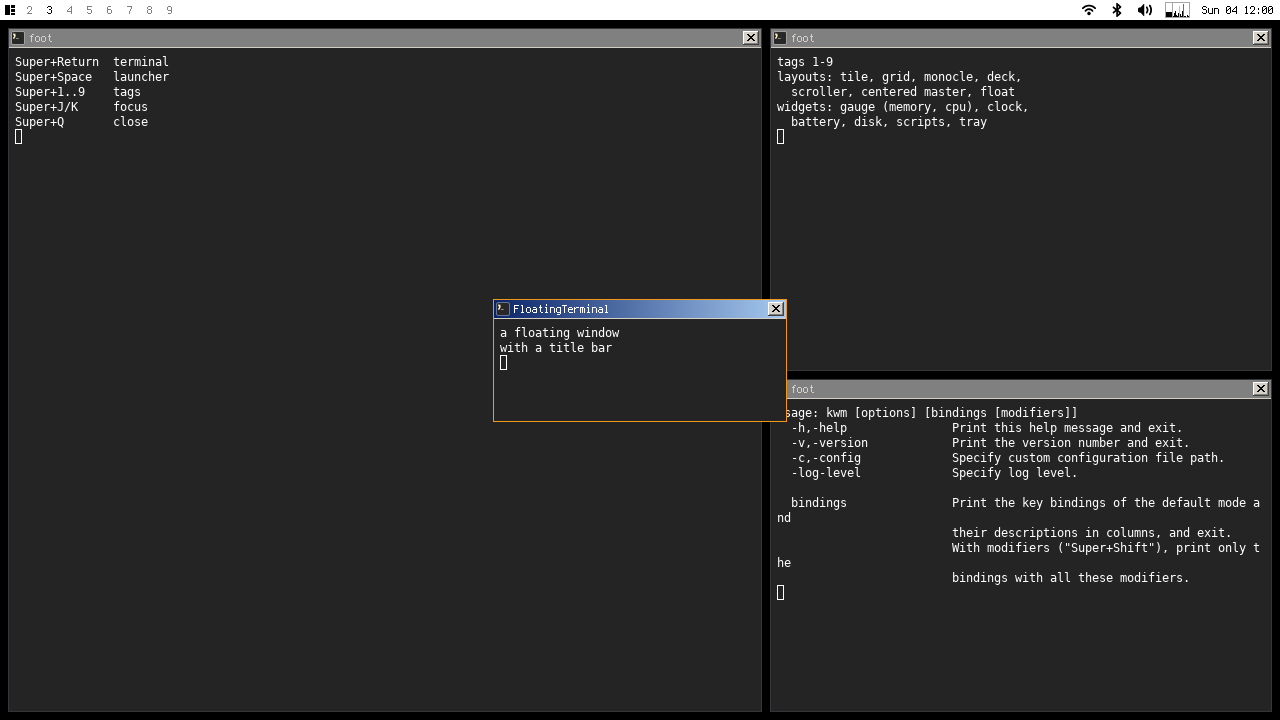 2 3 4 5 6 7 8 9
Sun 04 12:00
foot
Super+Return terminal
Super+Space launcher
Super+1..9 tags
Super+J/K focus
Super+Q close
foot
tags 1-9
layouts: tile, grid, monocle, deck,
scroller, centered master, float
widgets: gauge (memory, cpu), clock,
battery, disk, scripts, tray
FloatingTerminal
a floating window
with a title bar
foot
sage: kwm [options] [bindings [modifiers]]
-h,-help Print this help message and exit.
-v,-version Print the version number and exit.
-c,-config Specify custom configuration file path.
-log-level Specify log level.
bindings Print the key bindings of the default mode a
nd
their descriptions in columns, and exit.
With modifiers ("Super+Shift"), print only t
he
bindings with all these modifiers.